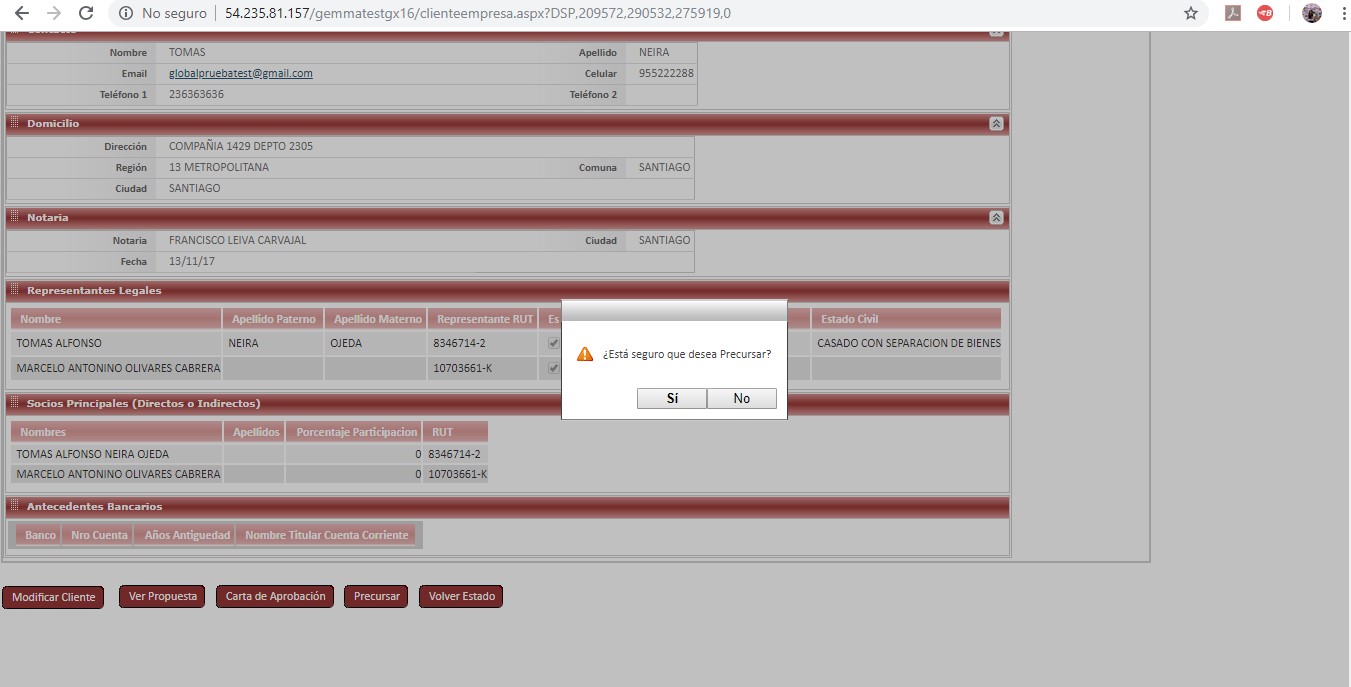 No seguro 54.235.81.157/gemmatestgx16/clienteempresa.aspx?DSP,209572,290532,275919,0
Nombre TOMAS Apellido NEIRA
Email globalpruebatest@gmail.com Celular 955222288
Teléfono 1 236363636 Teléfono 2
Domicilio
Dirección COMPAÑIA 1429 DEPTO 2305
Región 13 METROPOLITANA Comuna SANTIAGO
Ciudad SANTIAGO
Notaria
Notaria FRANCISCO LEIVA CARVAJAL Ciudad SANTIAGO
Fecha 13/11/17
Representantes Legales
Nombre Apellido Paterno Apellido Materno Representante RUT Es Estado Civil
TOMAS ALFONSO NEIRA OJEDA 8346714-2 CASADO CON SEPARACION DE BIENES
MARCELO ANTONINO OLIVARES CABRERA 10703661-K
¿Está seguro que desea Precursar?
Sí No
Socios Principales (Directos o Indirectos)
Nombres Apellidos Porcentaje Participacion RUT
TOMAS ALFONSO NEIRA OJEDA 0 8346714-2
MARCELO ANTONINO OLIVARES CABRERA 0 10703661-K
Antecedentes Bancarios
Banco Nro Cuenta Años Antiguedad Nombre Titular Cuenta Corriente
Modificar Cliente Ver Propuesta Carta de Aprobación Precursar Volver Estado